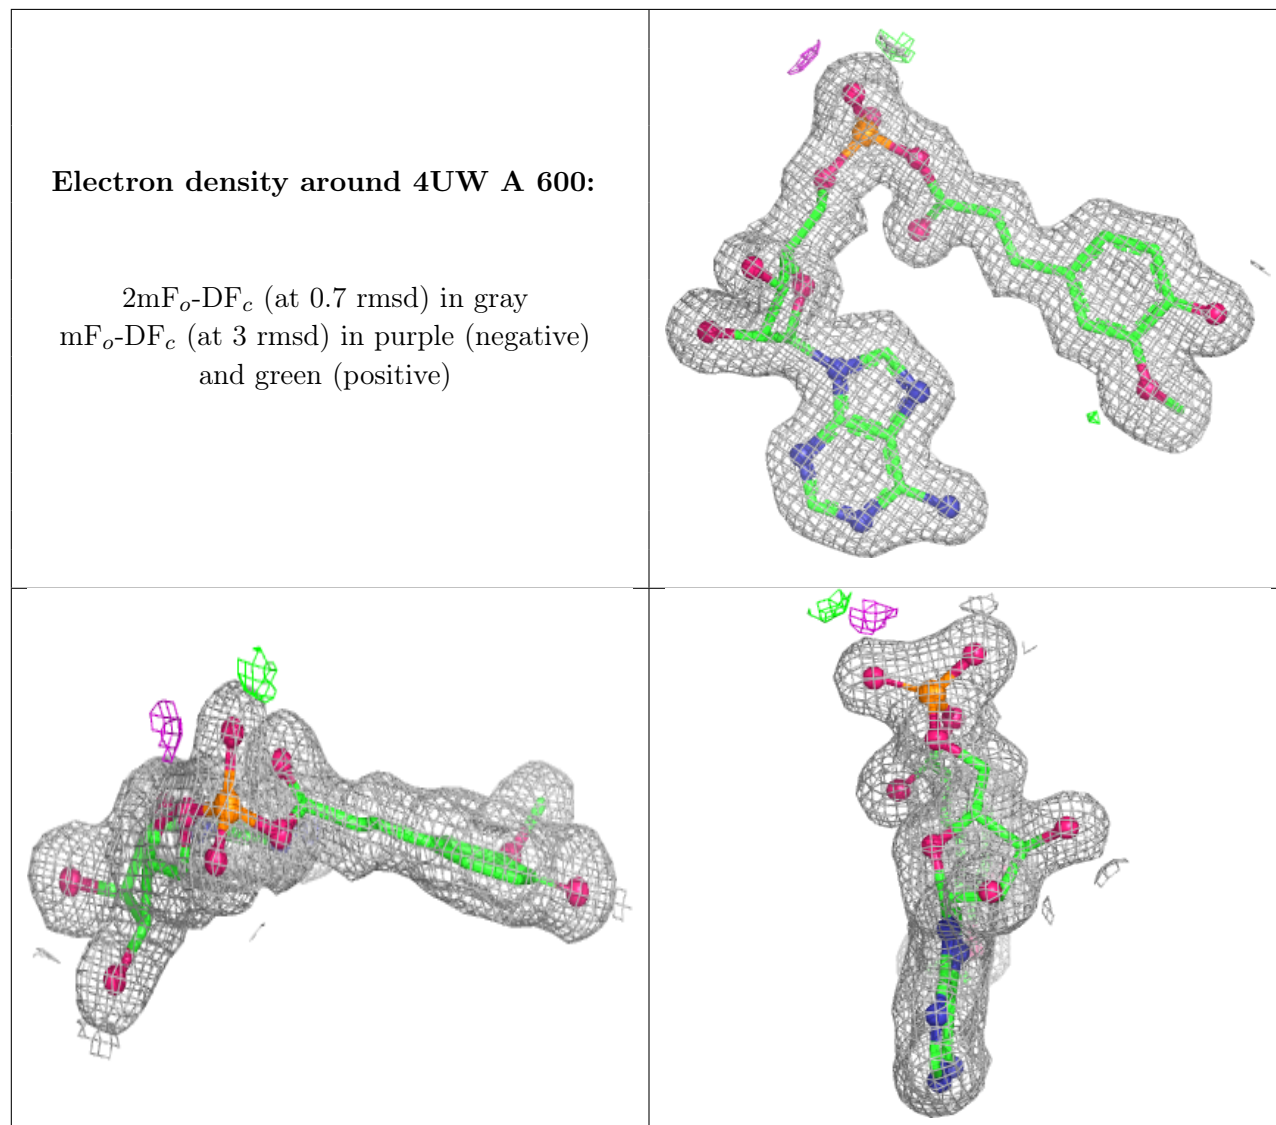 Electron density around 4UW A 600:
2mFo-DFc (at 0.7 rmsd) in gray
mFo-DFc (at 3 rmsd) in purple (negative)
and green (positive)